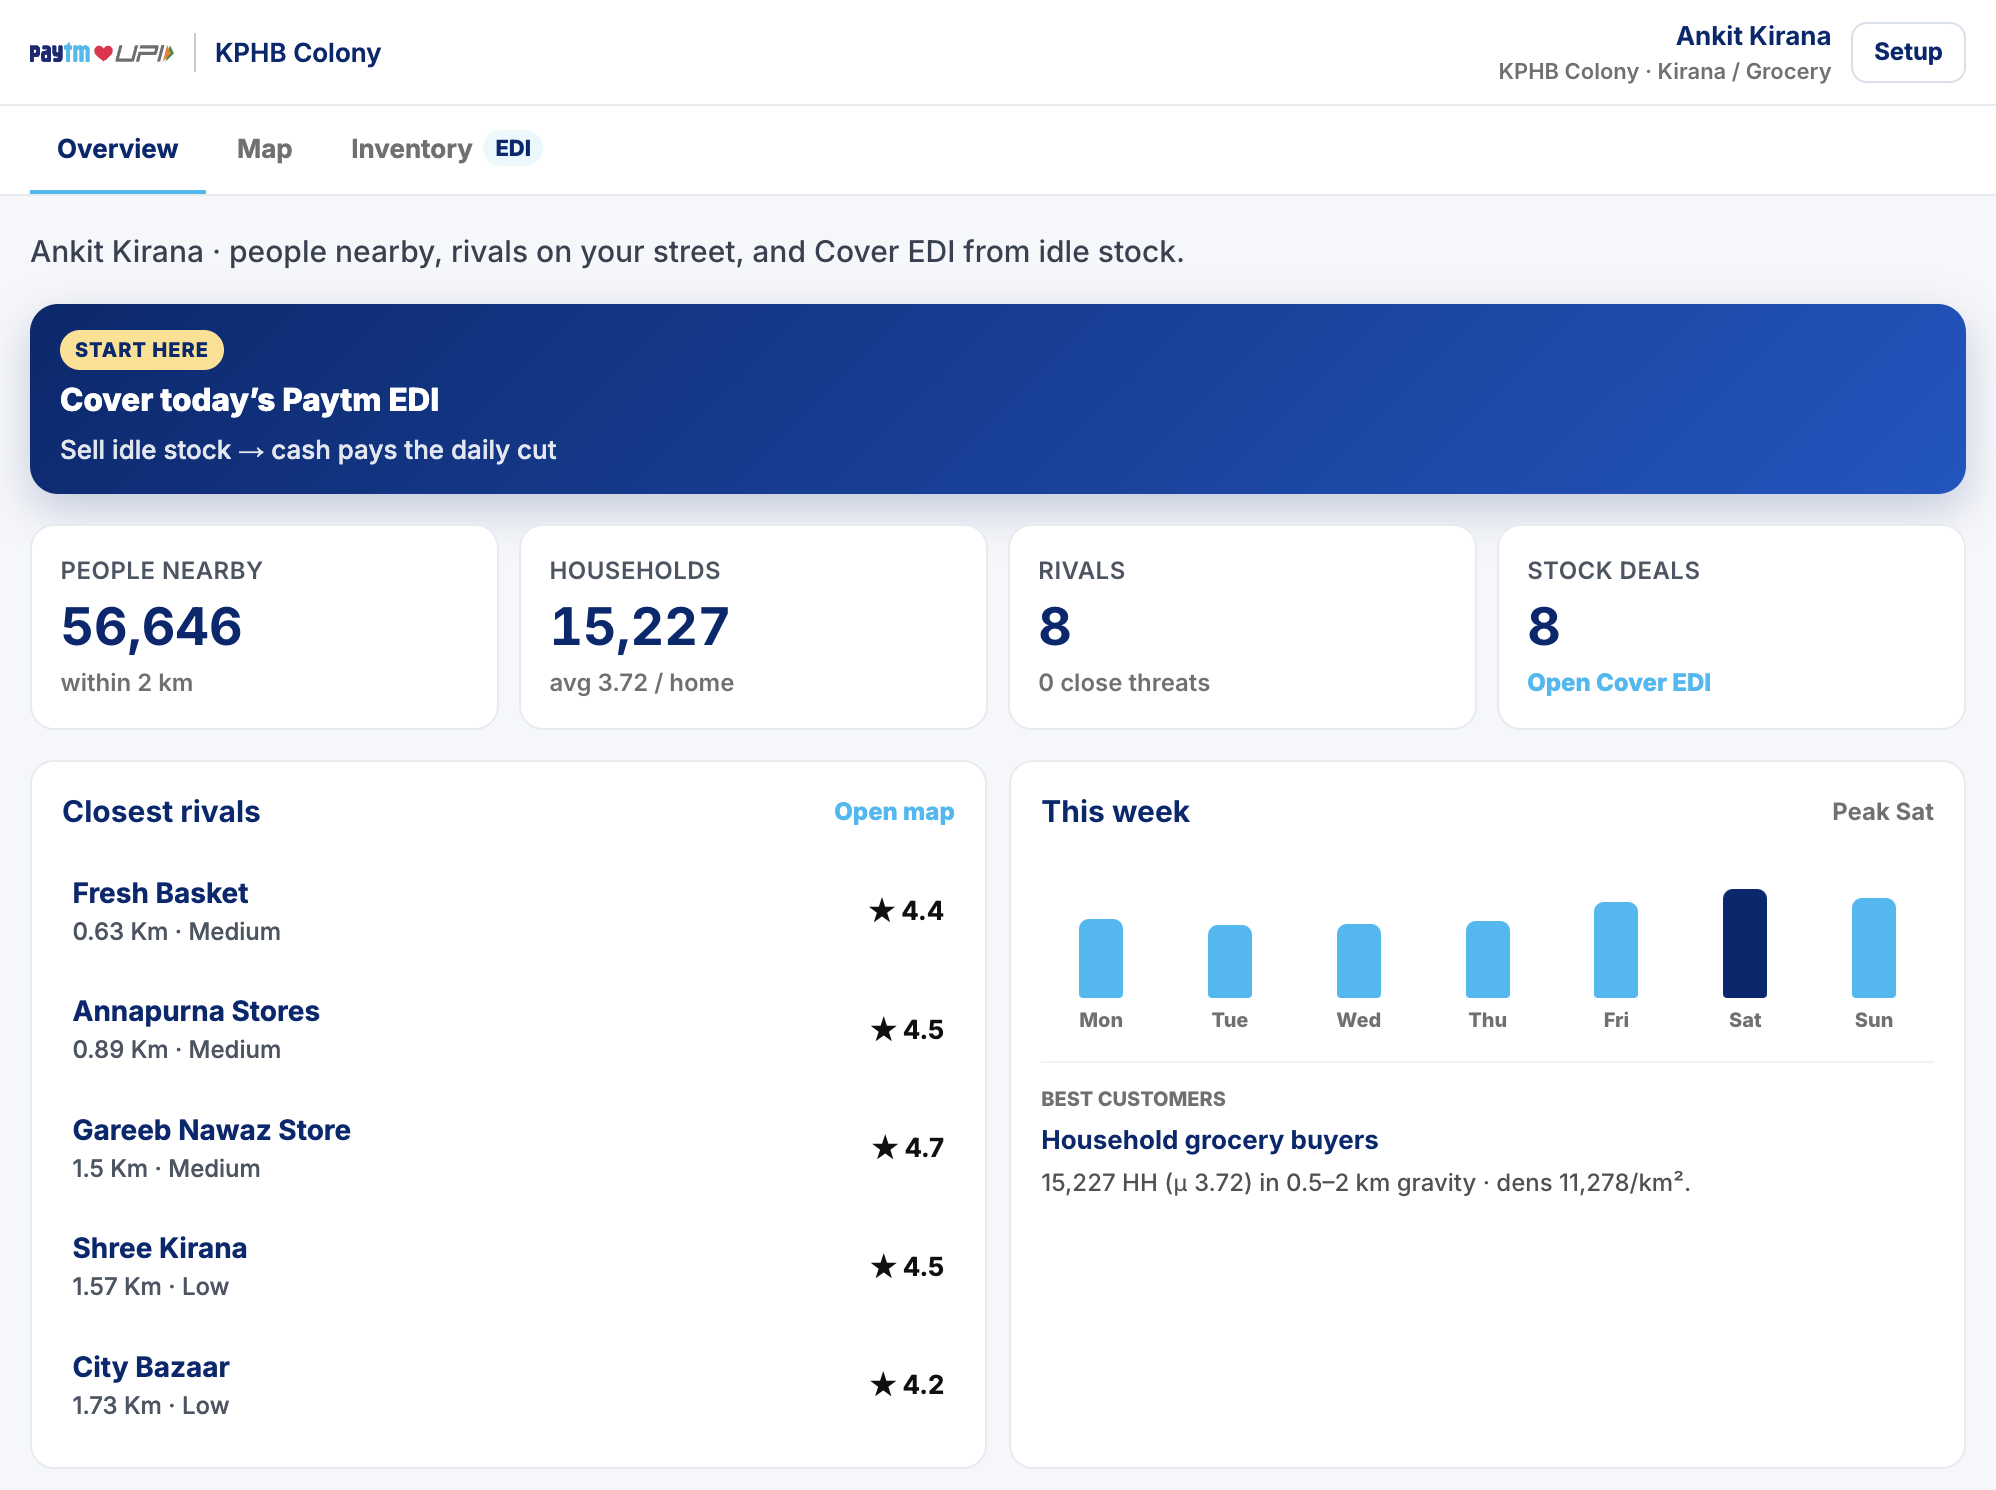 paytm UPI
KPHB Colony
Ankit Kirana
KPHB Colony · Kirana / Grocery
Setup
Overview
Map
Inventory EDI
Ankit Kirana · people nearby, rivals on your street, and Cover EDI from idle stock.
START HERE
Cover today’s Paytm EDI
Sell idle stock → cash pays the daily cut
PEOPLE NEARBY
56,646
within 2 km
HOUSEHOLDS
15,227
avg 3.72 / home
RIVALS
8
0 close threats
STOCK DEALS
8
Open Cover EDI
Closest rivals
Open map
Fresh Basket
0.63 Km · Medium
★ 4.4
Annapurna Stores
0.89 Km · Medium
★ 4.5
Gareeb Nawaz Store
1.5 Km · Medium
★ 4.7
Shree Kirana
1.57 Km · Low
★ 4.5
City Bazaar
1.73 Km · Low
★ 4.2
This week
Peak Sat
Mon Tue Wed Thu Fri Sat Sun
BEST CUSTOMERS
Household grocery buyers
15,227 HH (μ 3.72) in 0.5–2 km gravity · dens 11,278/km².